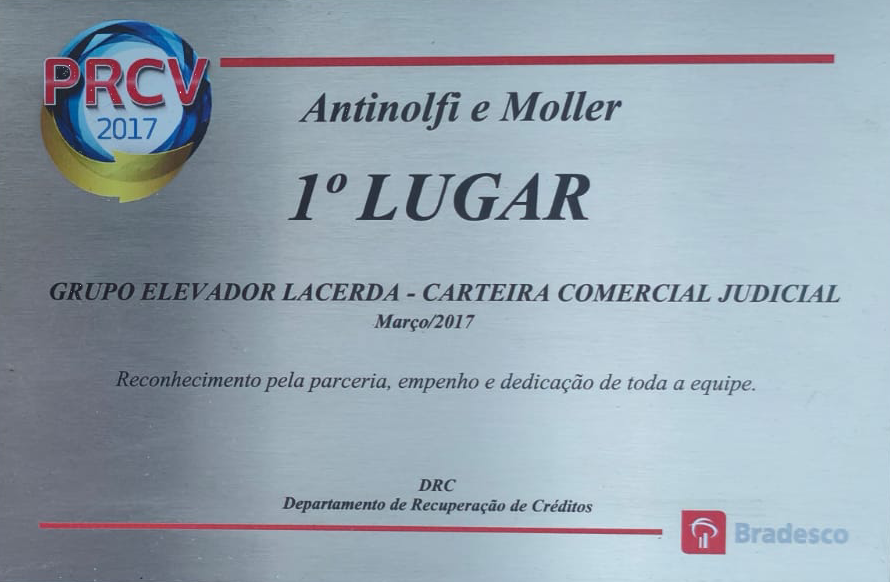 PRCV
2017
Antinolfi e Moller
1º LUGAR
GRUPO ELEVADOR LACERDA - CARTEIRA COMERCIAL JUDICIAL
Março/2017
Reconhecimento pela parceria, empenho e dedicação de toda a equipe.
DRC
Departamento de Recuperação de Créditos
Bradesco